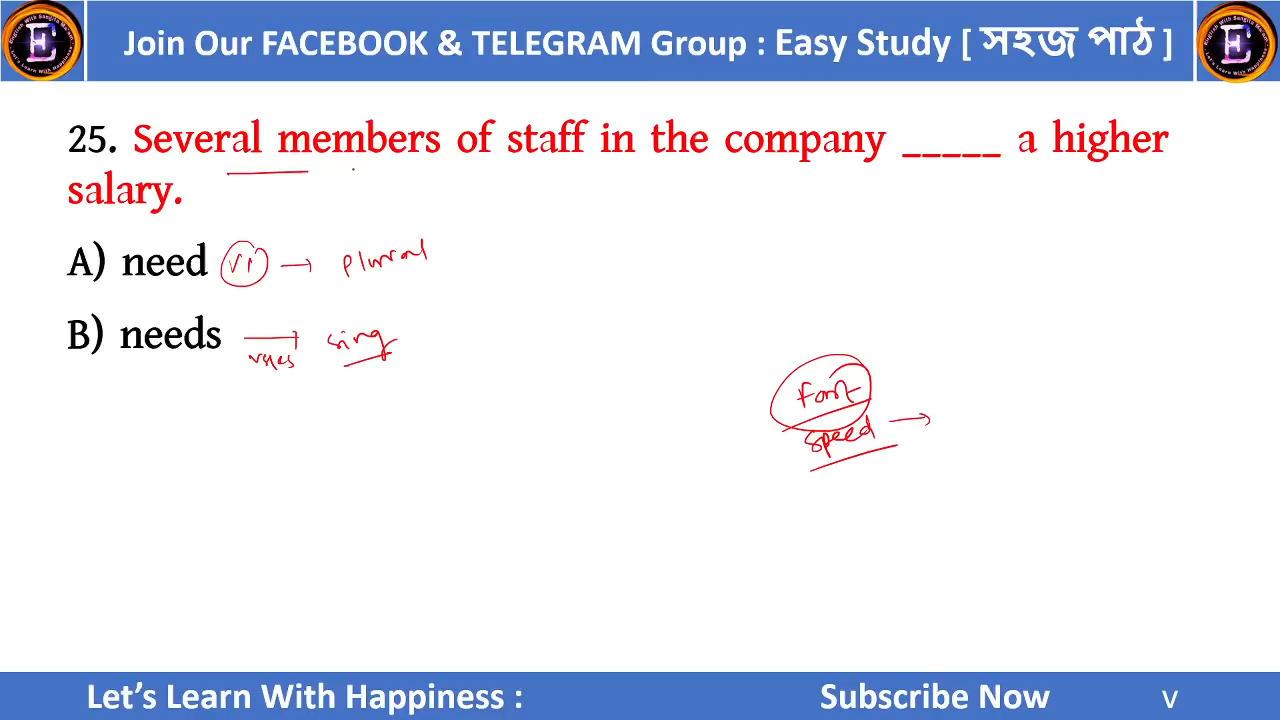 Join Our FACEBOOK & TELEGRAM Group : Easy Study [ সহজ পাঠ ]
25. Several members of staff in the company _____ a higher
salary.
A) need V1 → plural
B) needs → sing
speed →
Let's Learn With Happiness :
Subscribe Now
V